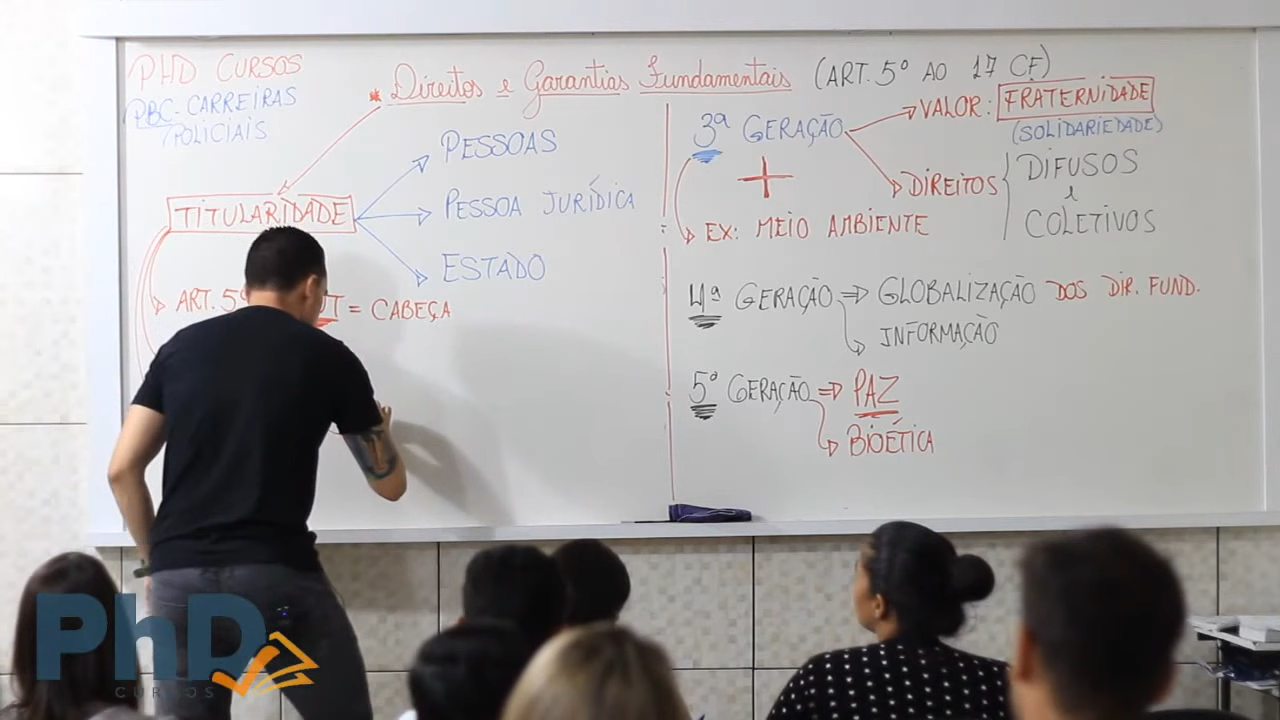 PHD CURSOS
PBC-CARREIRAS
POLICIAIS
* Direitos e Garantias Fundamentais (ART. 5º AO 17 CF)
TITULARIDADE
PESSOAS
PESSOA JURÍDICA
ESTADO
ART. 5º
= CABEÇA
3ª GERAÇÃO
VALOR: FRATERNIDADE
(SOLIDARIEDADE)
+
DIREITOS
DIFUSOS
e
COLETIVOS
EX: MEIO AMBIENTE
4ª GERAÇÃO => GLOBALIZAÇÃO DOS DIR. FUND.
INFORMAÇÃO
5º GERAÇÃO => PAZ
BIOÉTICA
PhD
CURSOS